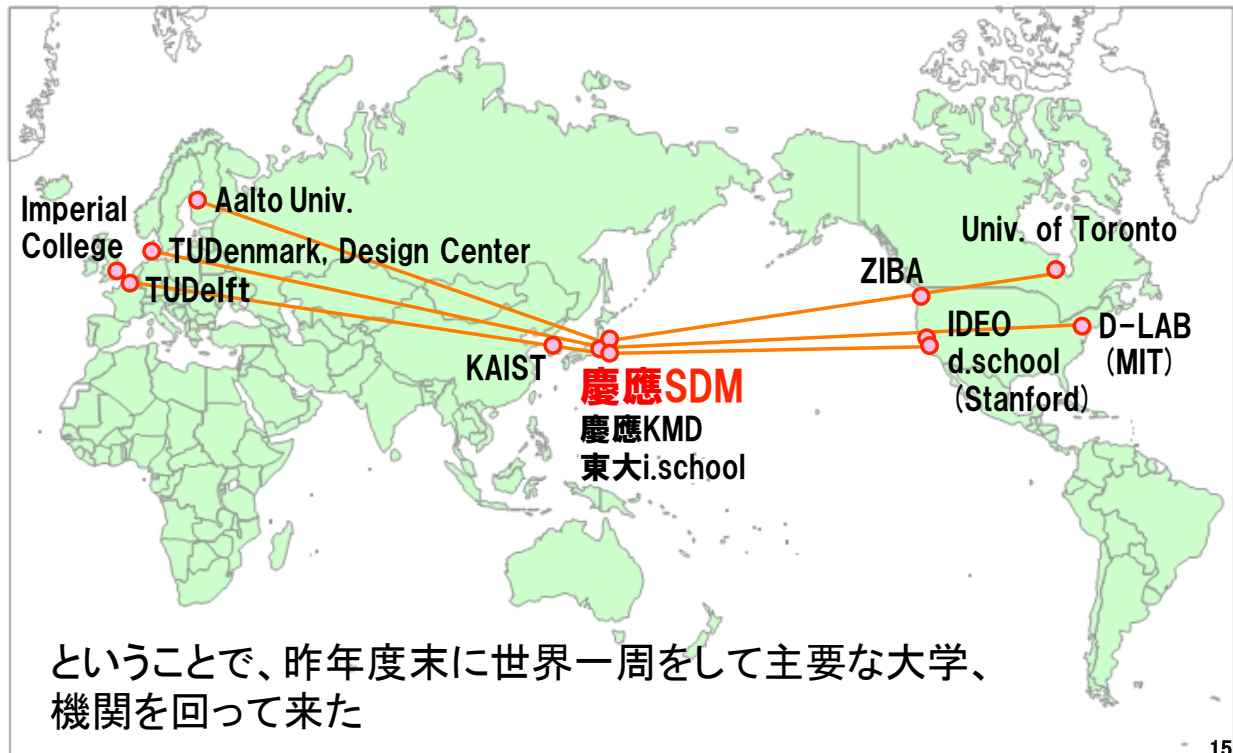 Aalto Univ.
Imperial
College
TUDenmark, Design Center
TUDelft
KAIST
慶應SDM
慶應KMD
東大i.school
Univ. of Toronto
ZIBA
IDEO
d.school
(Stanford)
D-LAB
(MIT)
ということで、昨年度末に世界一周をして主要な大学、
機関を回って来た
15